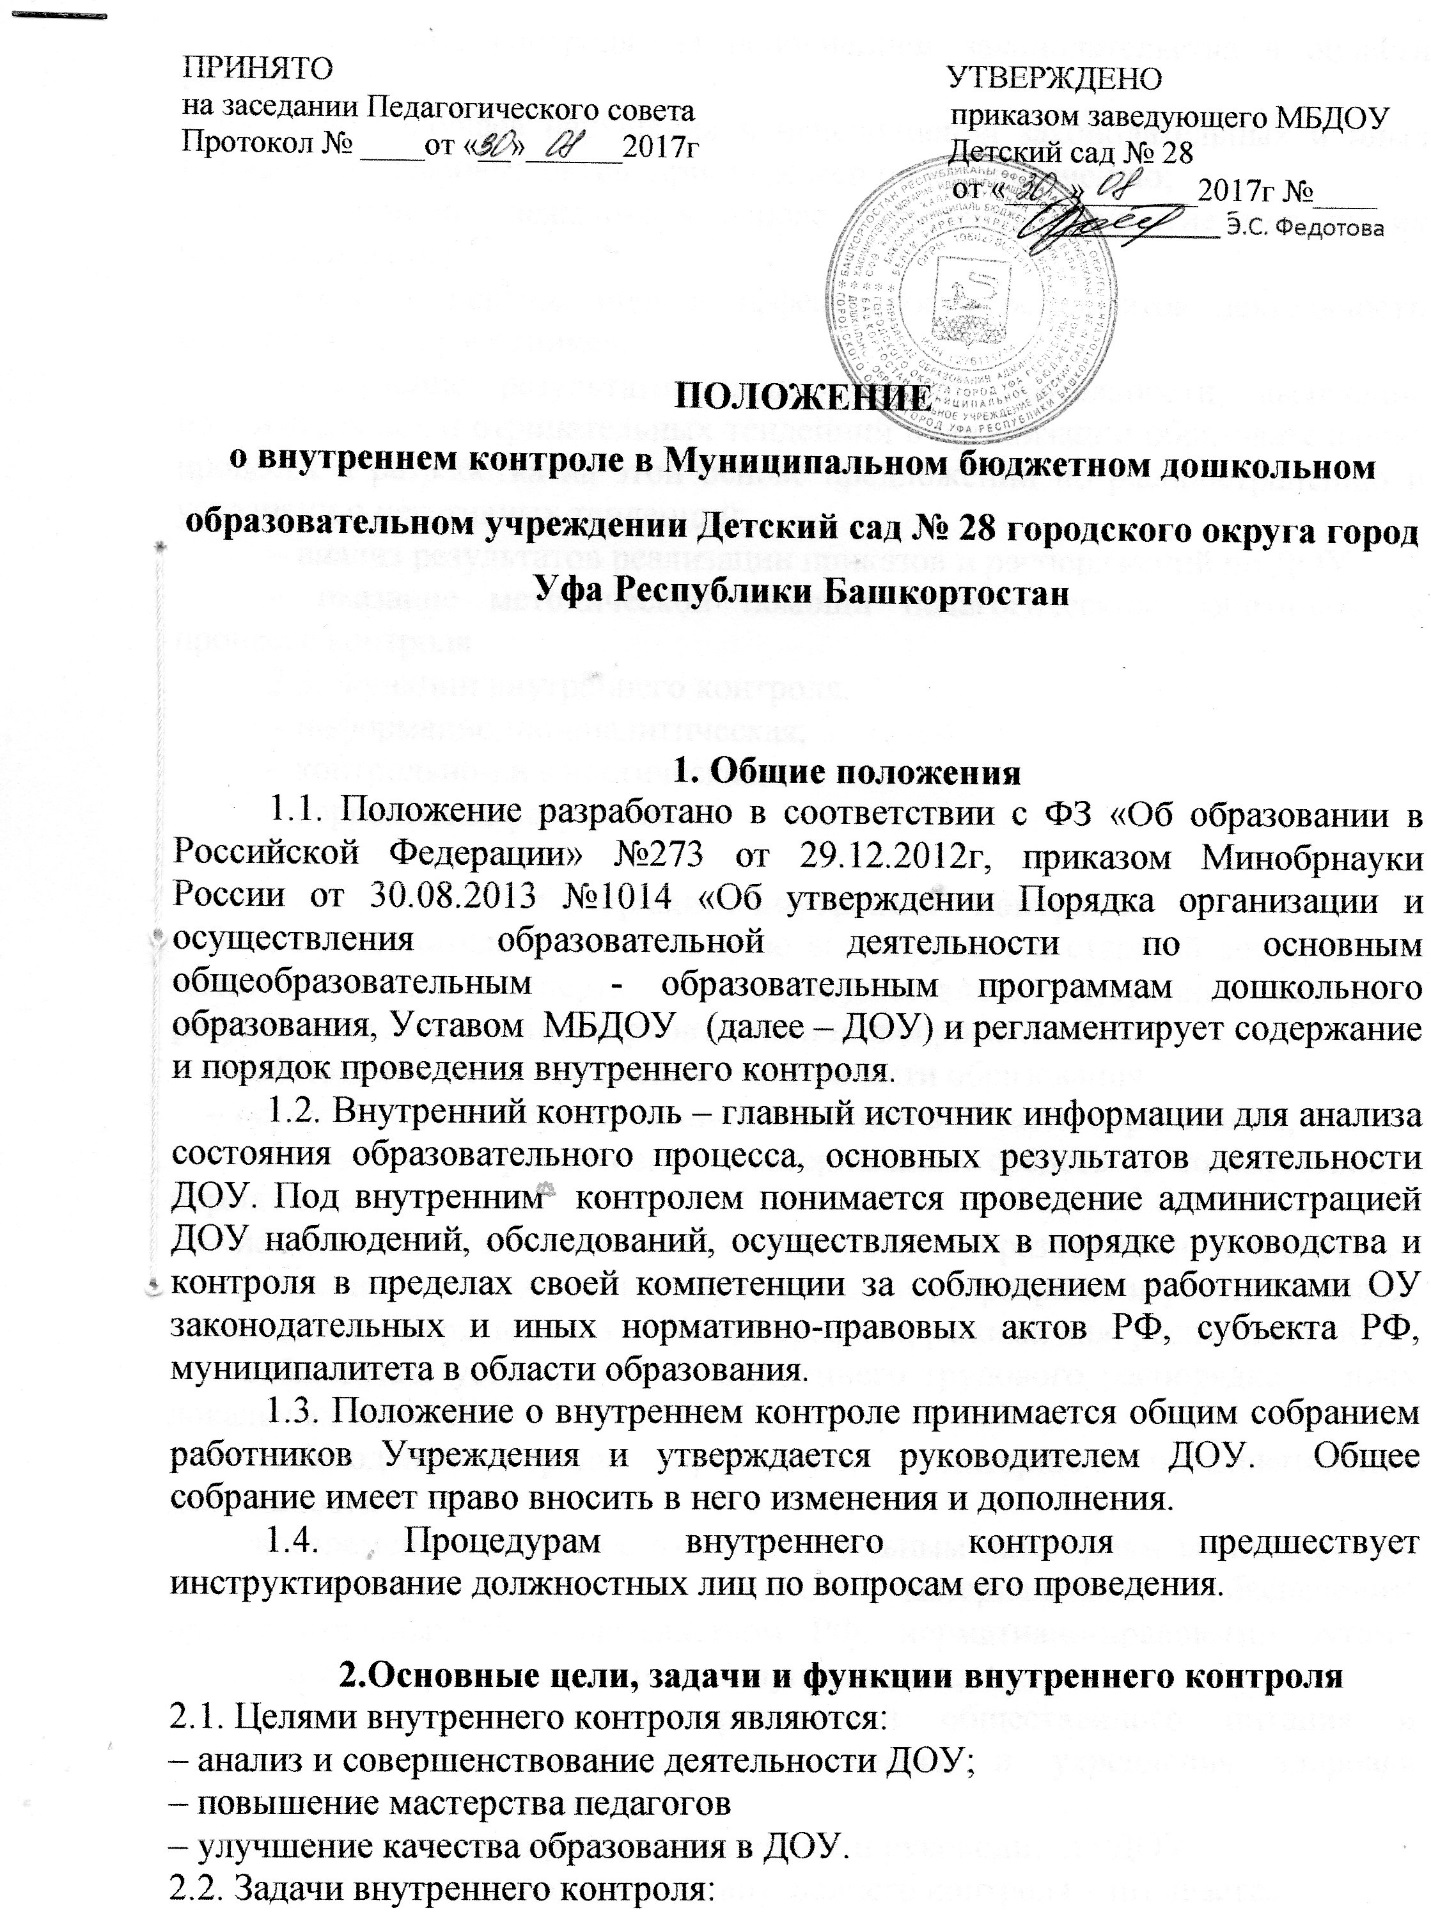 ПРИНЯТО
на заседании Педагогического совета
Протокол № ____от «30»______08______2017г
УТВЕРЖДЕНО
приказом заведующего МБДОУ
Детский сад № 28
от «_30_»_08______2017г №____
____________ Э.С. Федотова
ПОЛОЖЕНИЕ
о внутреннем контроле в Муниципальном бюджетном дошкольном
образовательном учреждении Детский сад № 28 городского округа город
Уфа Республики Башкортостан
1. Общие положения
1.1. Положение разработано в соответствии с ФЗ «Об образовании в
Российской Федерации» №273 от 29.12.2012г, приказом Минобрнауки
России от 30.08.2013 №1014 «Об утверждении Порядка организации и
осуществления образовательной деятельности по основным
общеобразовательным - образовательным программам дошкольного
образования, Уставом МБДОУ (далее – ДОУ) и регламентирует содержание
и порядок проведения внутреннего контроля.
1.2. Внутренний контроль – главный источник информации для анализа
состояния образовательного процесса, основных результатов деятельности
ДОУ. Под внутренним контролем понимается проведение администрацией
ДОУ наблюдений, обследований, осуществляемых в порядке руководства и
контроля в пределах своей компетенции за соблюдением работниками ОУ
законодательных и иных нормативно-правовых актов РФ, субъекта РФ,
муниципалитета в области образования.
1.3. Положение о внутреннем контроле принимается общим собранием
работников Учреждения и утверждается руководителем ДОУ. Общее
собрание имеет право вносить в него изменения и дополнения.
1.4. Процедурам внутреннего контроля предшествует
инструктирование должностных лиц по вопросам его проведения.
2.Основные цели, задачи и функции внутреннего контроля
2.1. Целями внутреннего контроля являются:
– анализ и совершенствование деятельности ДОУ;
– повышение мастерства педагогов
– улучшение качества образования в ДОУ.
2.2. Задачи внутреннего контроля: